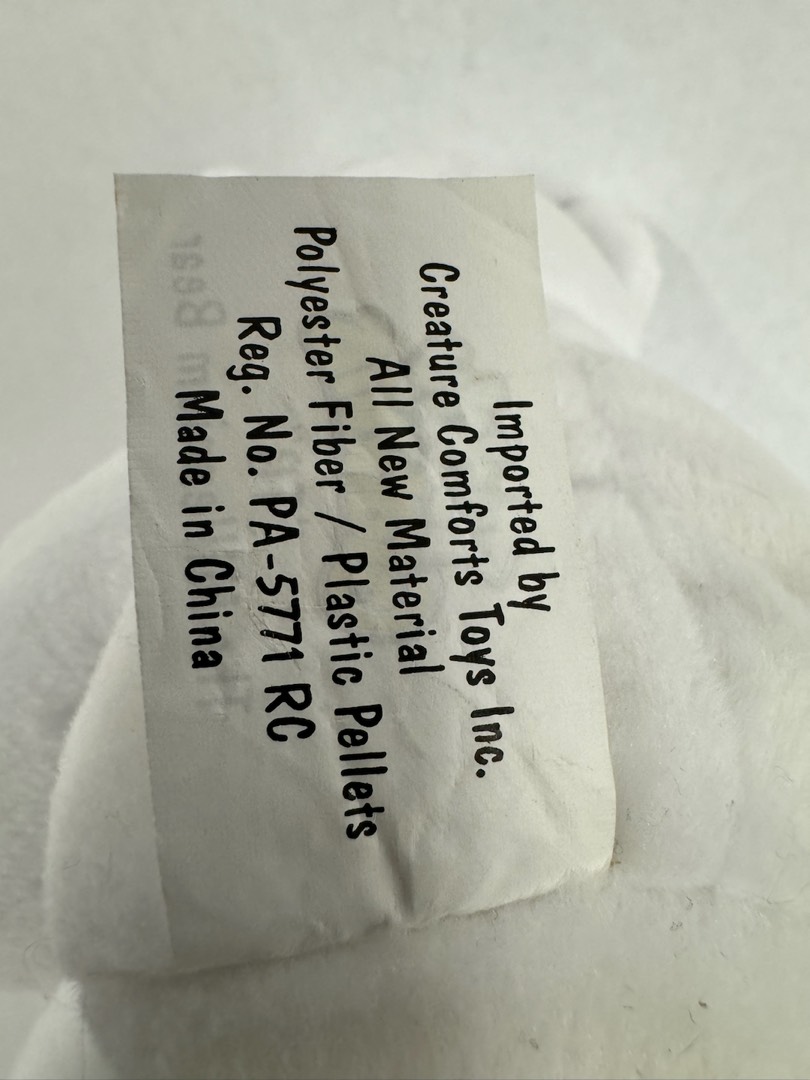 Imported by
Creature Comforts Toys Inc.
All New Material
Polyester Fiber / Plastic Pellets
Reg. No. PA-5771 RC
Made in China